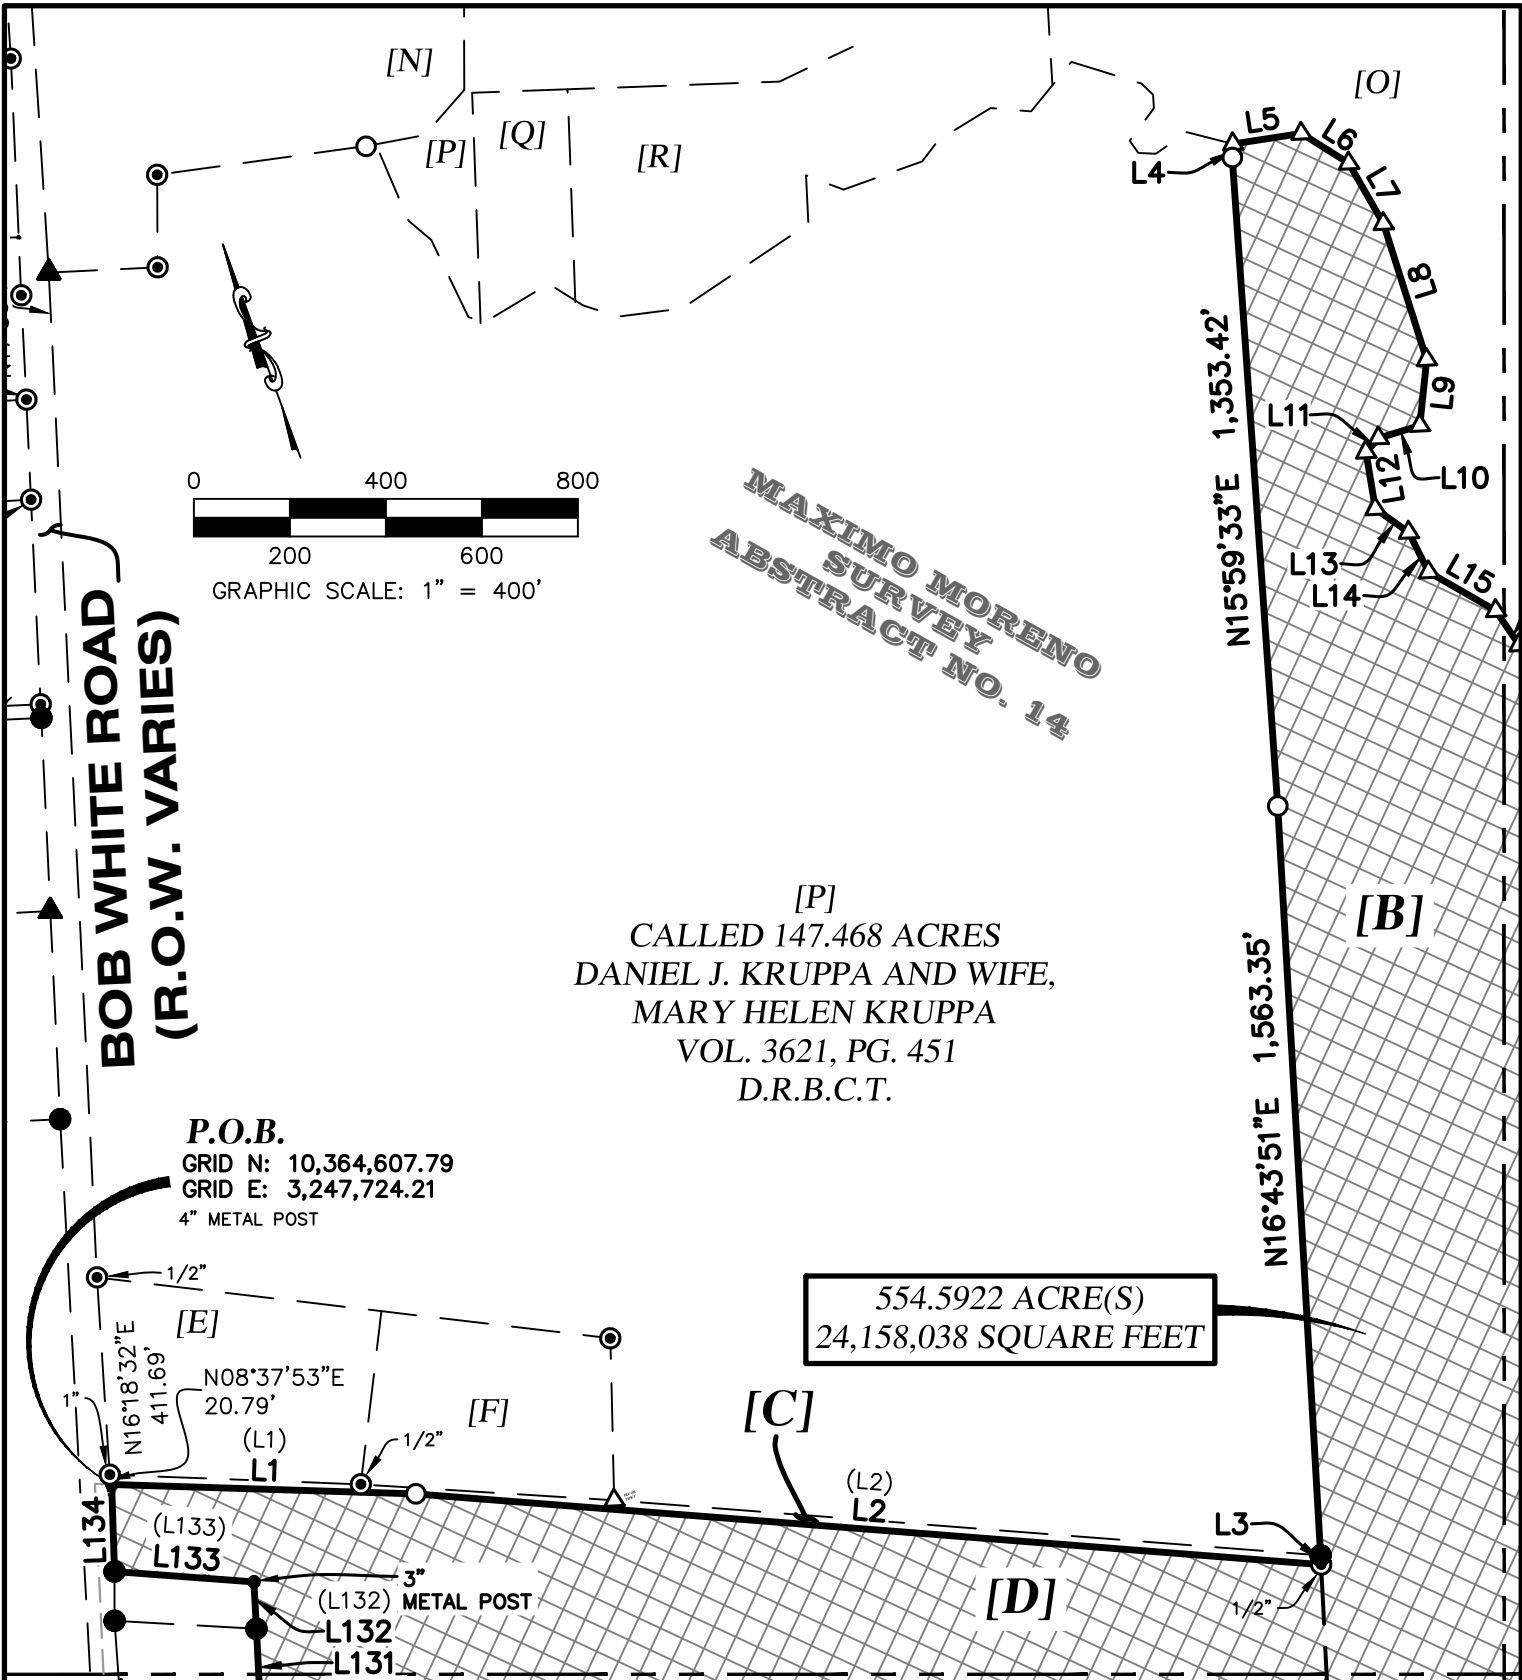 [N]
[O]
[P]
[Q]
[R]
L5
L6
L4
L7
L8
L9
L11
L10
L12
L13
L14
L15
N15°59'33"E 1,353.42'
0 400 800
200 600
GRAPHIC SCALE: 1" = 400'
MAXIMO MORENO
SURVEY
ABSTRACT NO. 14
BOB WHITE ROAD
(R.O.W. VARIES)
[P]
CALLED 147.468 ACRES
DANIEL J. KRUPPA AND WIFE,
MARY HELEN KRUPPA
VOL. 3621, PG. 451
D.R.B.C.T.
[B]
N16°43'51"E 1,563.35'
P.O.B.
GRID N: 10,364,607.79
GRID E: 3,247,724.21
4" METAL POST
1/2"
[E]
N16°18'32"E
411.69'
1"
N08°37'53"E
20.79'
[F]
1/2"
(L1)
L1
554.5922 ACRE(S)
24,158,038 SQUARE FEET
[C]
(L2)
L2
L3
1/2"
[D]
L134
(L133)
L133
3"
METAL POST
(L132)
L132
L131